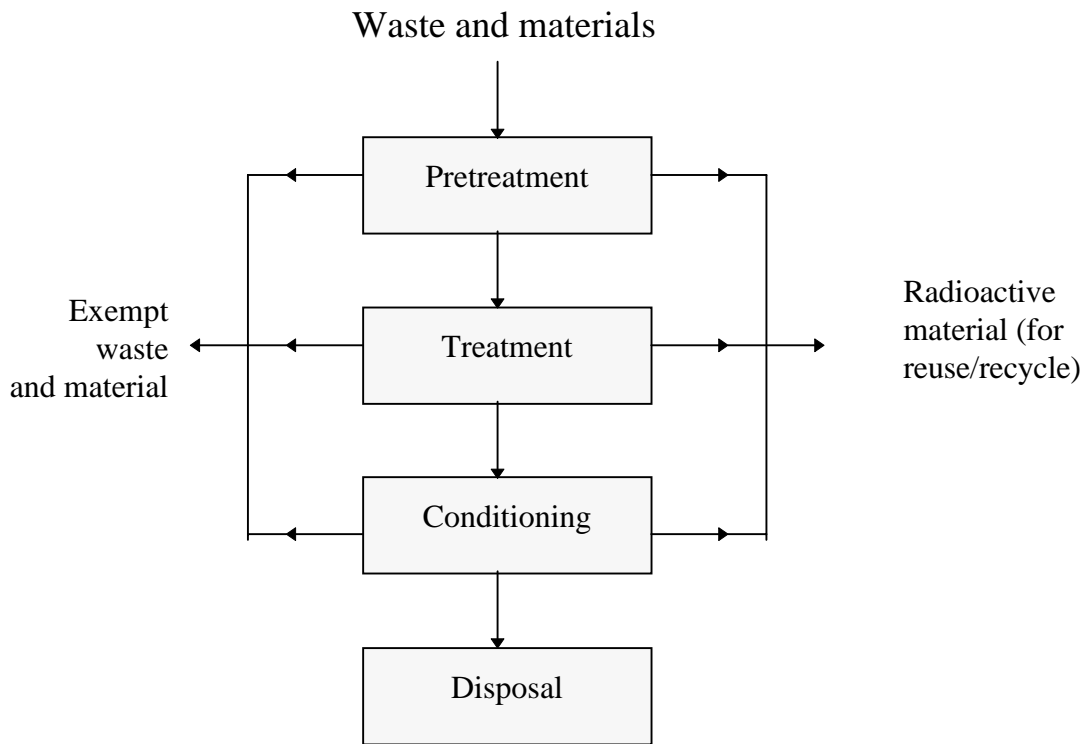 Waste and materials
Pretreatment
Exempt
waste
and material
Treatment
Radioactive
material (for
reuse/recycle)
Conditioning
Disposal